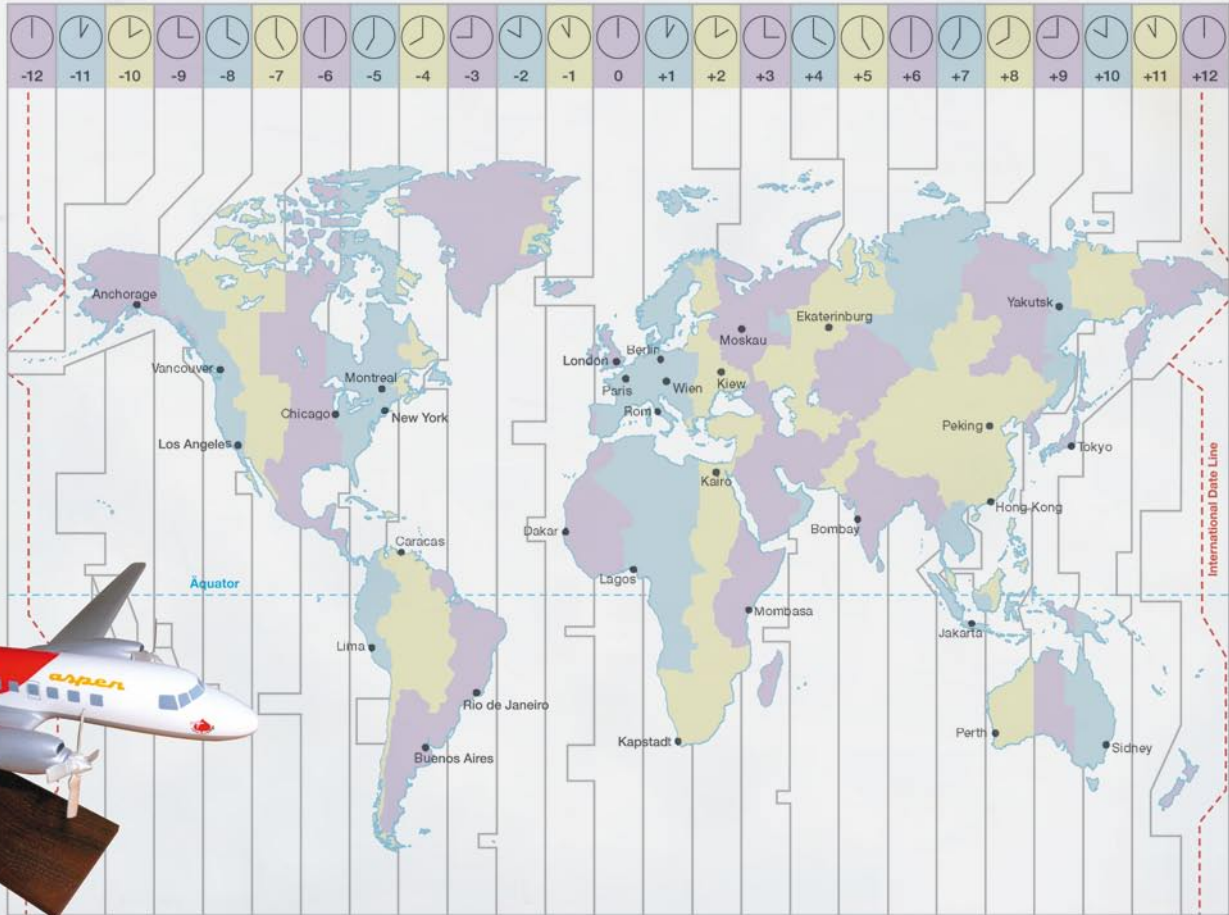 -12 -11 -10 -9 -8 -7 -6 -5 -4 -3 -2 -1 0 +1 +2 +3 +4 +5 +6 +7 +8 +9 +10 +11 +12
Anchorage
Yakutsk
Ekaterinburg
Moskau
Berlin
London
Vancouver
Montreal
Paris
Wien
Kiew
Chicago
New York
Rom
Peking
Los Angeles
Tokyo
Kairo
International Date Line
Hong Kong
Dakar
Bombay
Caracas
Lagos
Äquator
Mombasa
Jakarta
Lima
aspen
Rio de Janeiro
Perth
Kapstadt
Sidney
Buenos Aires